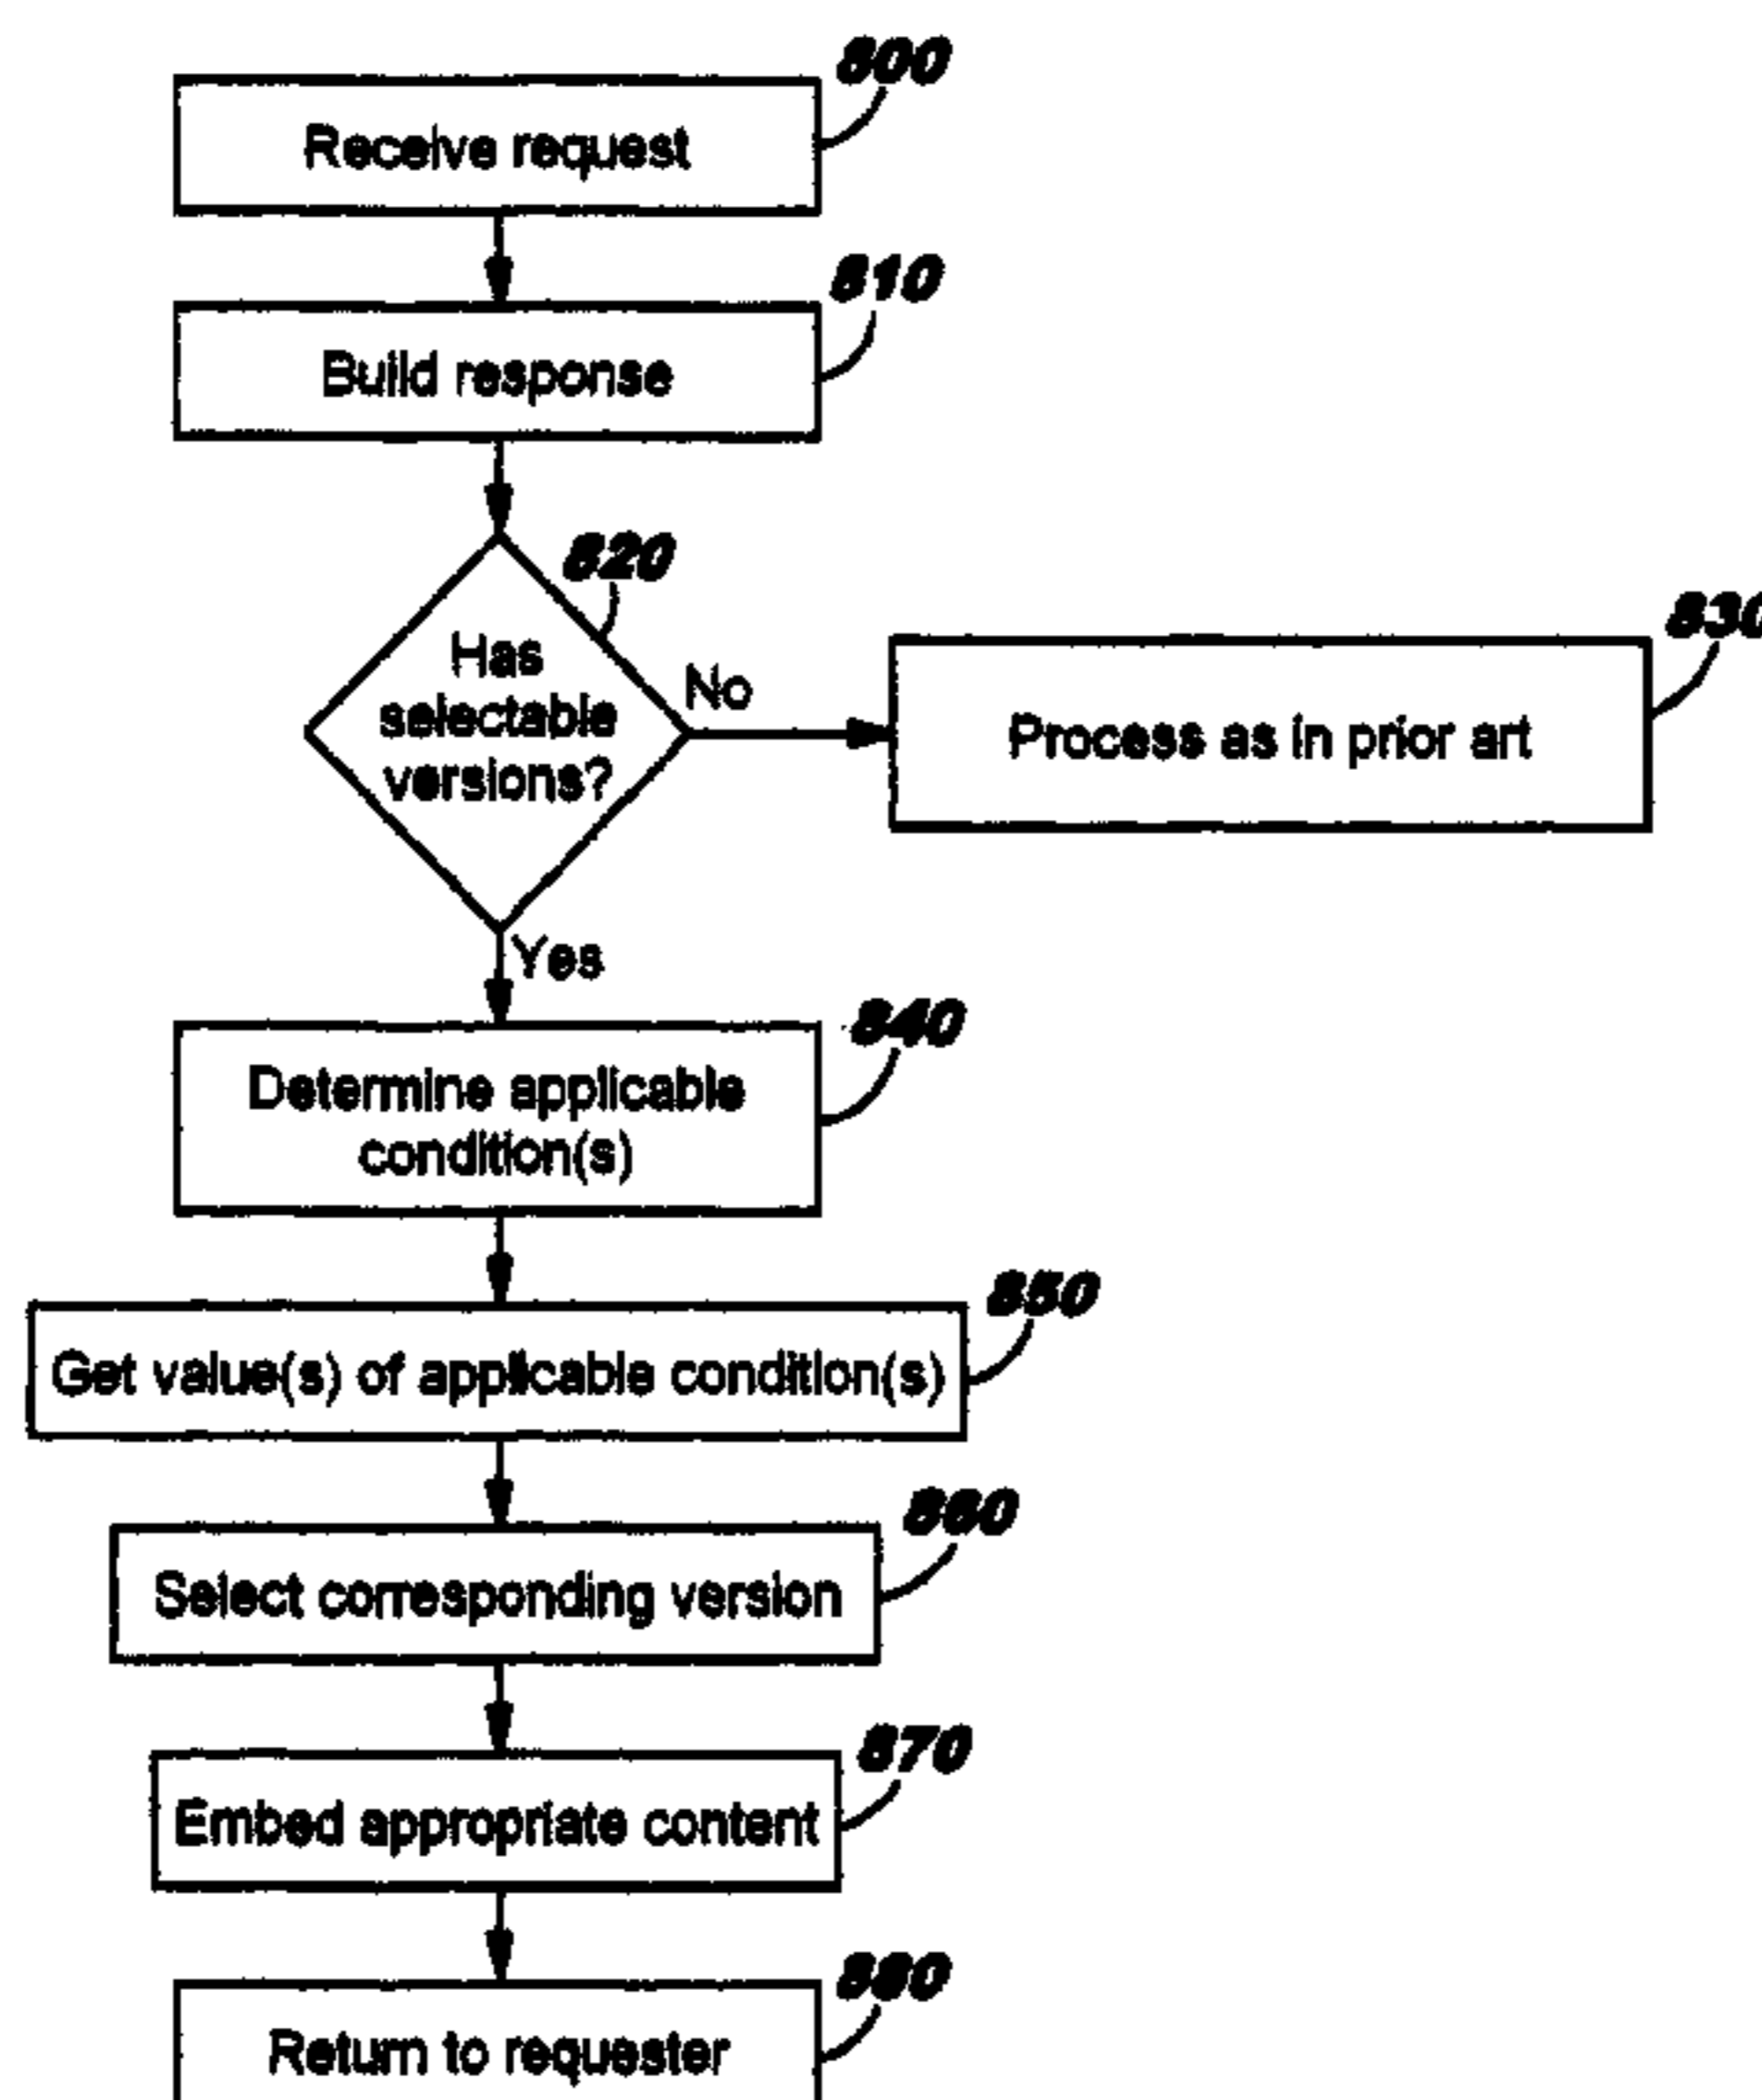 800
Receive request
810
Build response
820
Has
selectable
versions?
No
830
Process as in prior art
Yes
840
Determine applicable
condition(s)
850
Get value(s) of applicable condition(s)
860
Select corresponding version
870
Embed appropriate content
880
Return to requester